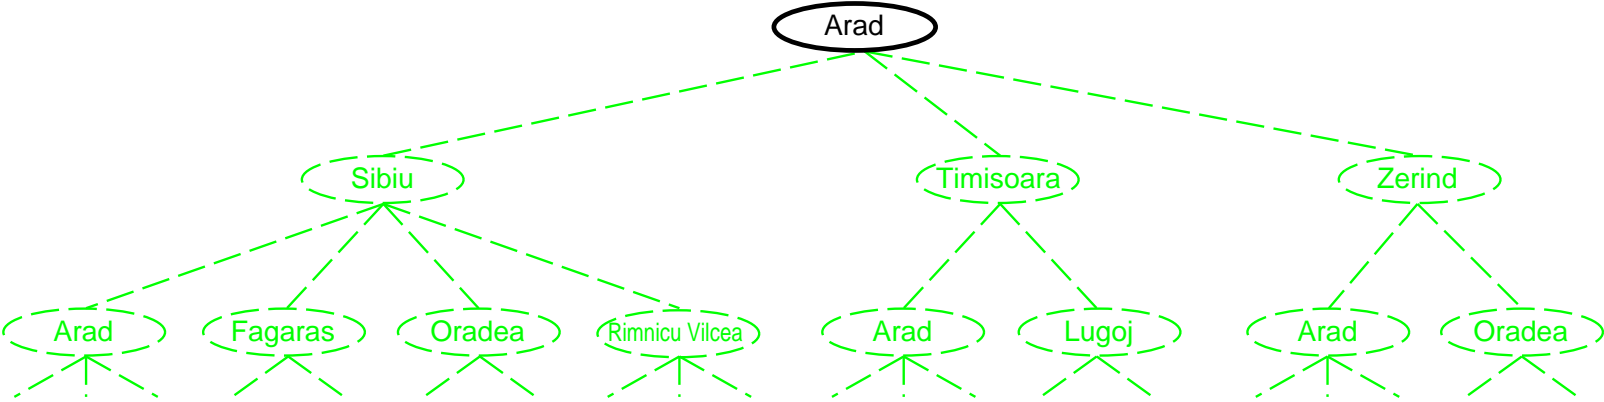 Arad
Sibiu
Timisoara
Zerind
Arad
Fagaras
Oradea
Rimnicu Vilcea
Arad
Lugoj
Arad
Oradea